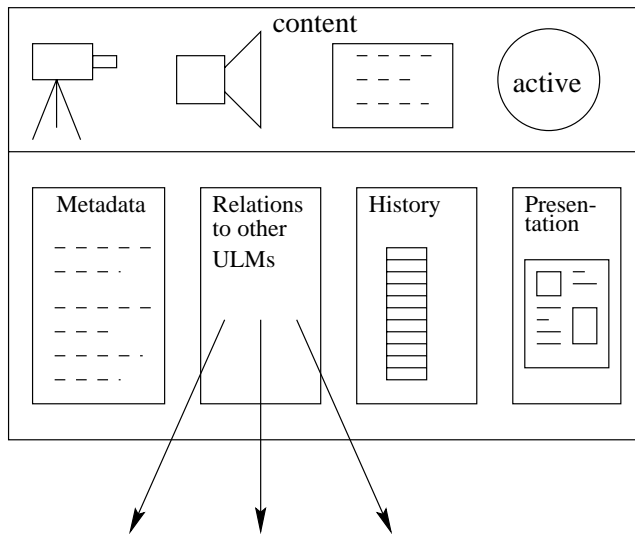 content
active
Metadata
Relations
to other
ULMs
History
Presen-
tation